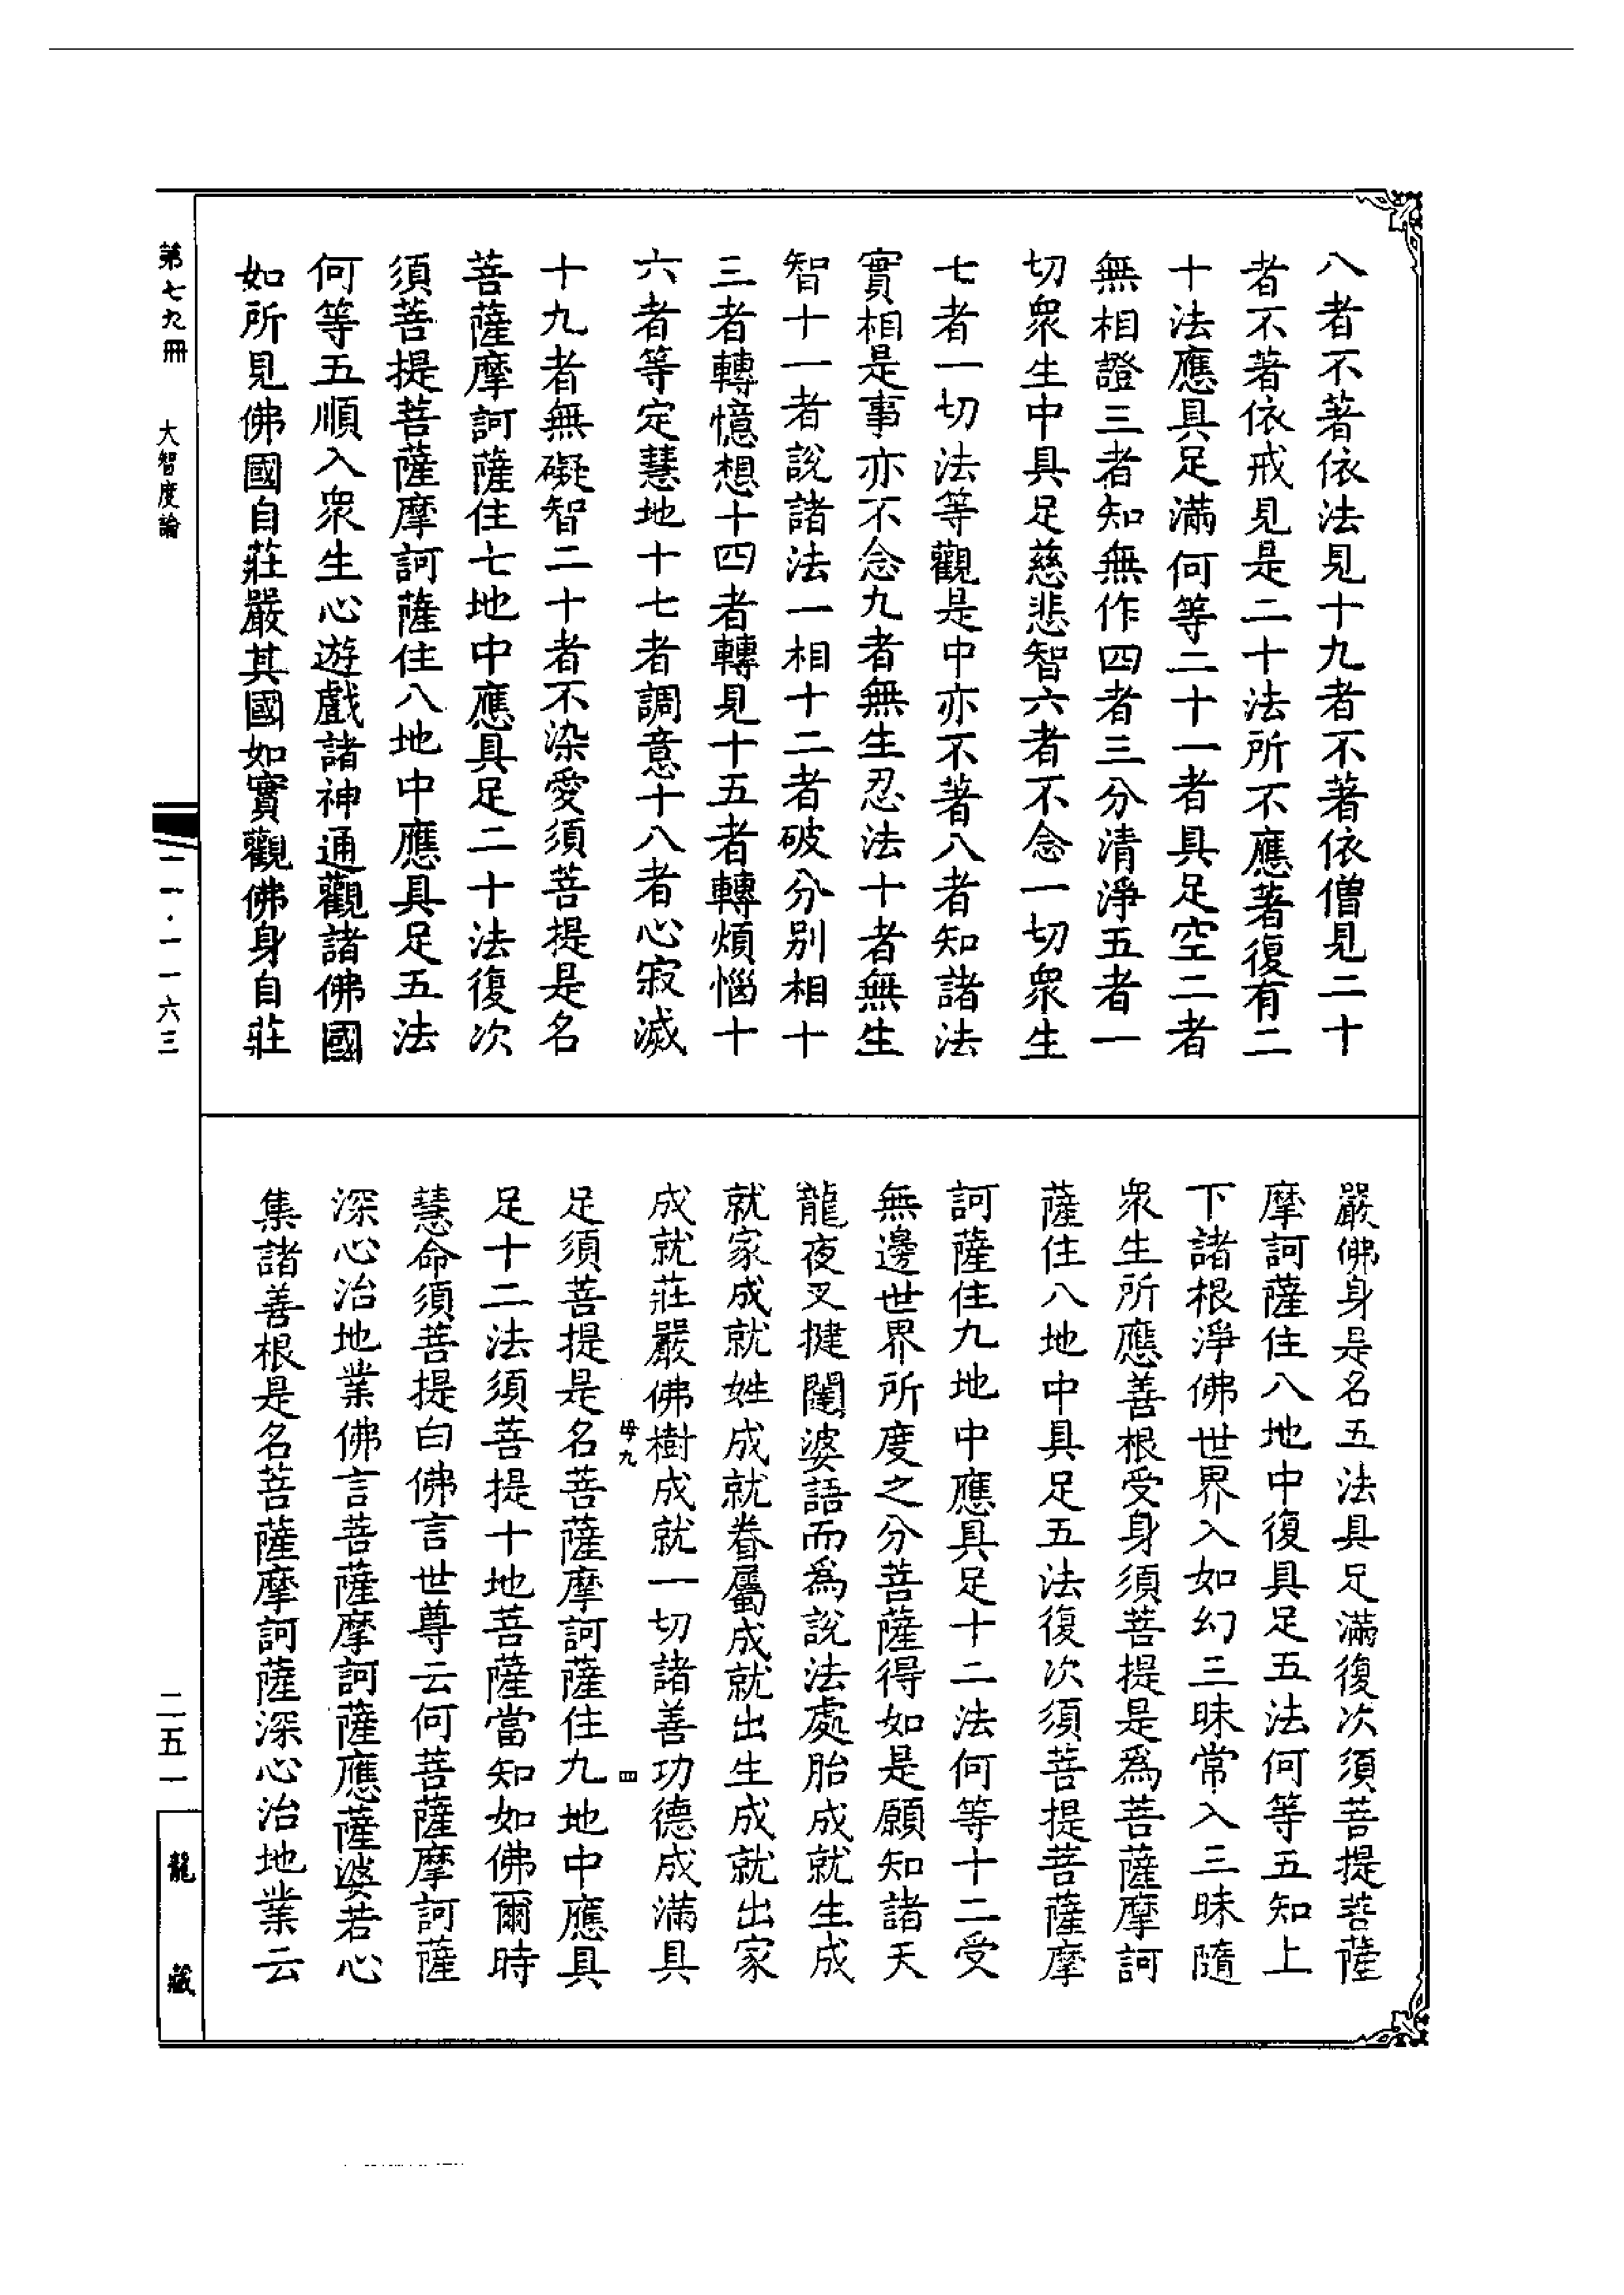 八者不著依法見十九者不著依僧見二十
者不著依戒見是二十法所不應著復有二
十法應具足滿何等二十一者具足空二者
無相證三者知無作四者三分清淨五者一
切衆生中具足慈悲智六者不念一切衆生
七者一切法等觀是中亦不著八者知諸法
實相是事亦不念九者無生忍法十者無生
智十一者說諸法一相十二者破分別相十
三者轉憶想十四者轉見十五者轉煩惱十
六者等定慧地十七者調意十八者心寂滅
十九者無礙智二十者不染愛須菩提是名
菩薩摩訶薩住七地中應具足二十法復次
須菩提菩薩摩訶薩住八地中應具足五法
何等五順入衆生心遊戲諸神通觀諸佛國
如所見佛國自莊嚴其國如實觀佛身自莊
嚴佛身是名五法具足滿復次須菩提菩薩
摩訶薩住八地中復具足五法何等五知上
下諸根淨佛世界入如幻三昧常入三昧隨
衆生所應善根受身須菩提是爲菩薩摩訶
薩住八地中具足五法復次須菩提菩薩摩
訶薩住九地中應具足十二法何等十二受
無邊世界所度之分菩薩得如是願知諸天
龍夜叉揵闥婆語而爲說法處胎成就生成
就家成就姓成就眷屬成就出生成就出家
成就莊嚴佛樹成就一切諸善功德成滿具
母九 四
足須菩提是名菩薩摩訶薩住九地中應具
足十二法須菩提十地菩薩當知如佛爾時
慧命須菩提白佛言世尊云何菩薩摩訶薩
深心治地業佛言菩薩摩訶薩應薩婆若心
集諸善根是名菩薩摩訶薩深心治地業云
第七九冊 大智度論
二一·一一六三
二五一
龍藏